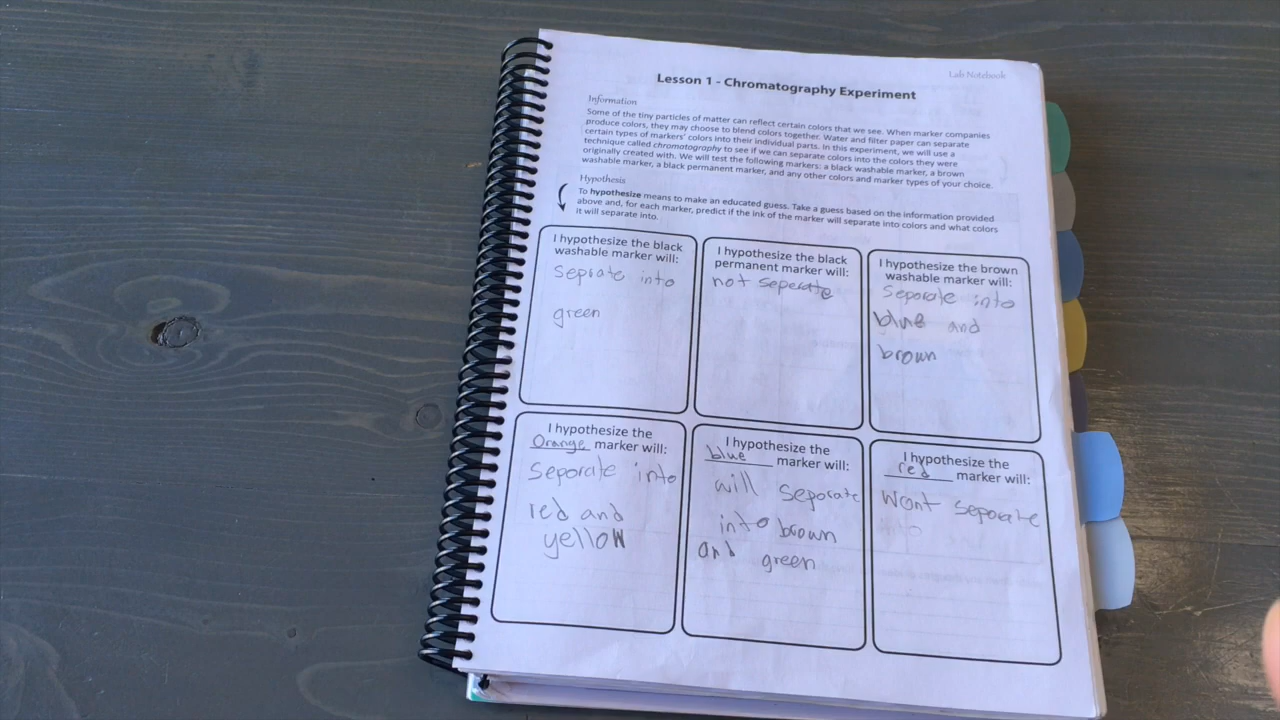 Lab Notebook
Lesson 1 - Chromatography Experiment
Information
Some of the tiny particles of matter can reflect certain colors that we see. When marker companies
produce colors, they may choose to blend colors together. Water and filter paper can separate
certain types of markers' colors into their individual parts. In this experiment, we will use a
technique called chromatography to see if we can separate colors into the colors they were
originally created with. We will test the following markers: a black washable marker, a brown
washable marker, a black permanent marker, and any other colors and marker types of your choice.
Hypothesis
To hypothesize means to make an educated guess. Take a guess based on the information provided
above and, for each marker, predict if the ink of the marker will separate into colors and what colors
it will separate into.
I hypothesize the black
washable marker will:
Seprate into
green
I hypothesize the black
permanent marker will:
not seperate
I hypothesize the brown
washable marker will:
Seporate into
blue and
brown
I hypothesize the
Orange marker will:
Seporate into
red and
yellow
I hypothesize the
blue marker will:
will seporate
into brown
and green
I hypothesize the
red marker will:
Wont seporate